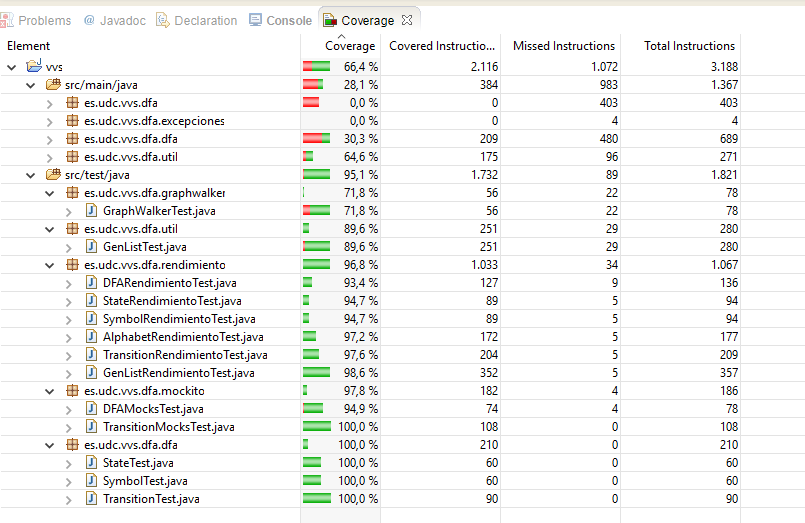 Problems @ Javadoc Declaration Console Coverage
Element Coverage Covered Instructio... Missed Instructions Total Instructions
vvs 66,4 % 2.116 1.072 3.188
src/main/java 28,1 % 384 983 1.367
es.udc.vvs.dfa 0,0 % 0 403 403
es.udc.vvs.dfa.excepciones 0,0 % 0 4 4
es.udc.vvs.dfa.dfa 30,3 % 209 480 689
es.udc.vvs.dfa.util 64,6 % 175 96 271
src/test/java 95,1 % 1.732 89 1.821
es.udc.vvs.dfa.graphwalker 71,8 % 56 22 78
GraphWalkerTest.java 71,8 % 56 22 78
es.udc.vvs.dfa.util 89,6 % 251 29 280
GenListTest.java 89,6 % 251 29 280
es.udc.vvs.dfa.rendimiento 96,8 % 1.033 34 1.067
DFARendimientoTest.java 93,4 % 127 9 136
StateRendimientoTest.java 94,7 % 89 5 94
SymbolRendimientoTest.java 94,7 % 89 5 94
AlphabetRendimientoTest.java 97,2 % 172 5 177
TransitionRendimientoTest.java 97,6 % 204 5 209
GenListRendimientoTest.java 98,6 % 352 5 357
es.udc.vvs.dfa.mockito 97,8 % 182 4 186
DFAMocksTest.java 94,9 % 74 4 78
TransitionMocksTest.java 100,0 % 108 0 108
es.udc.vvs.dfa.dfa 100,0 % 210 0 210
StateTest.java 100,0 % 60 0 60
SymbolTest.java 100,0 % 60 0 60
TransitionTest.java 100,0 % 90 0 90